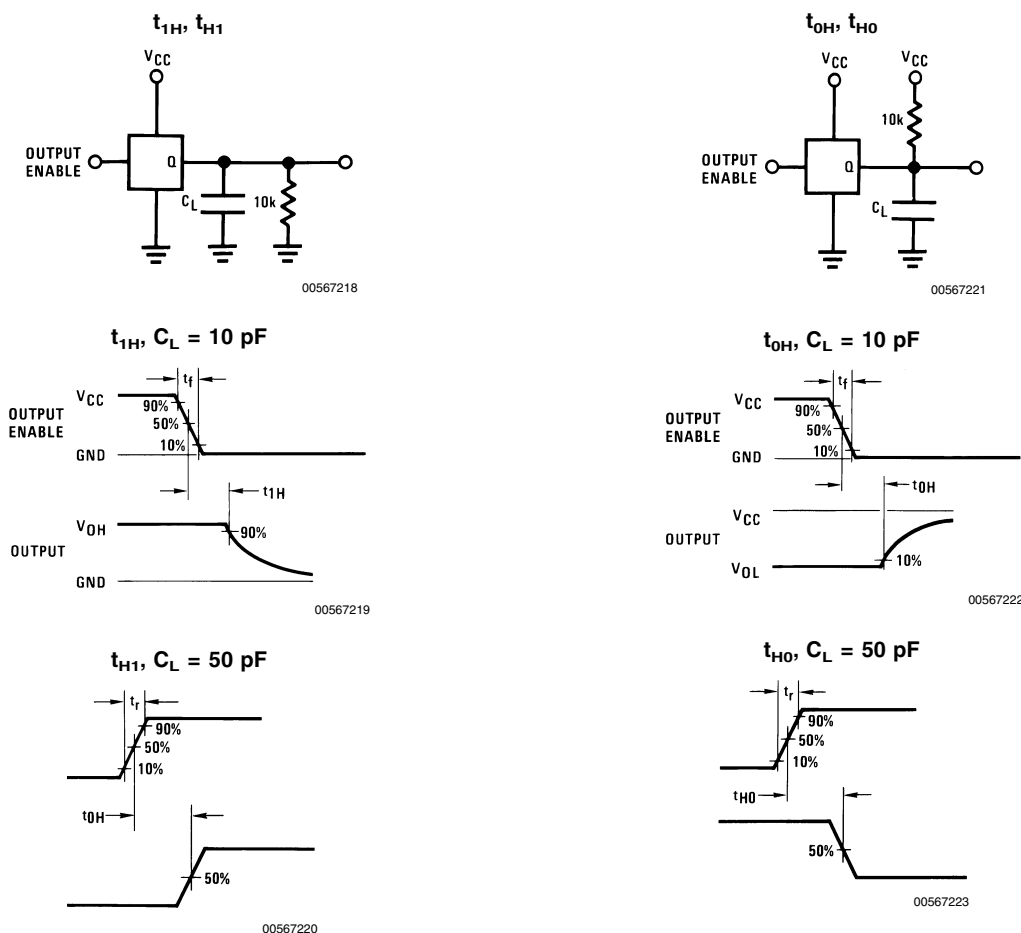 t1H, tH1
VCC
OUTPUT
ENABLE
Q
CL
10k
00567218
t0H, tH0
VCC
VCC
10k
OUTPUT
ENABLE
Q
CL
00567221
t1H, CL = 10 pF
tf
VCC
90%
50%
10%
OUTPUT
ENABLE
GND
t1H
VOH
90%
OUTPUT
GND
00567219
t0H, CL = 10 pF
tf
VCC
90%
50%
10%
OUTPUT
ENABLE
GND
t0H
VCC
OUTPUT
10%
VOL
00567222
tH1, CL = 50 pF
tr
90%
50%
10%
t0H
50%
00567220
tH0, CL = 50 pF
tr
90%
50%
10%
tH0
50%
00567223